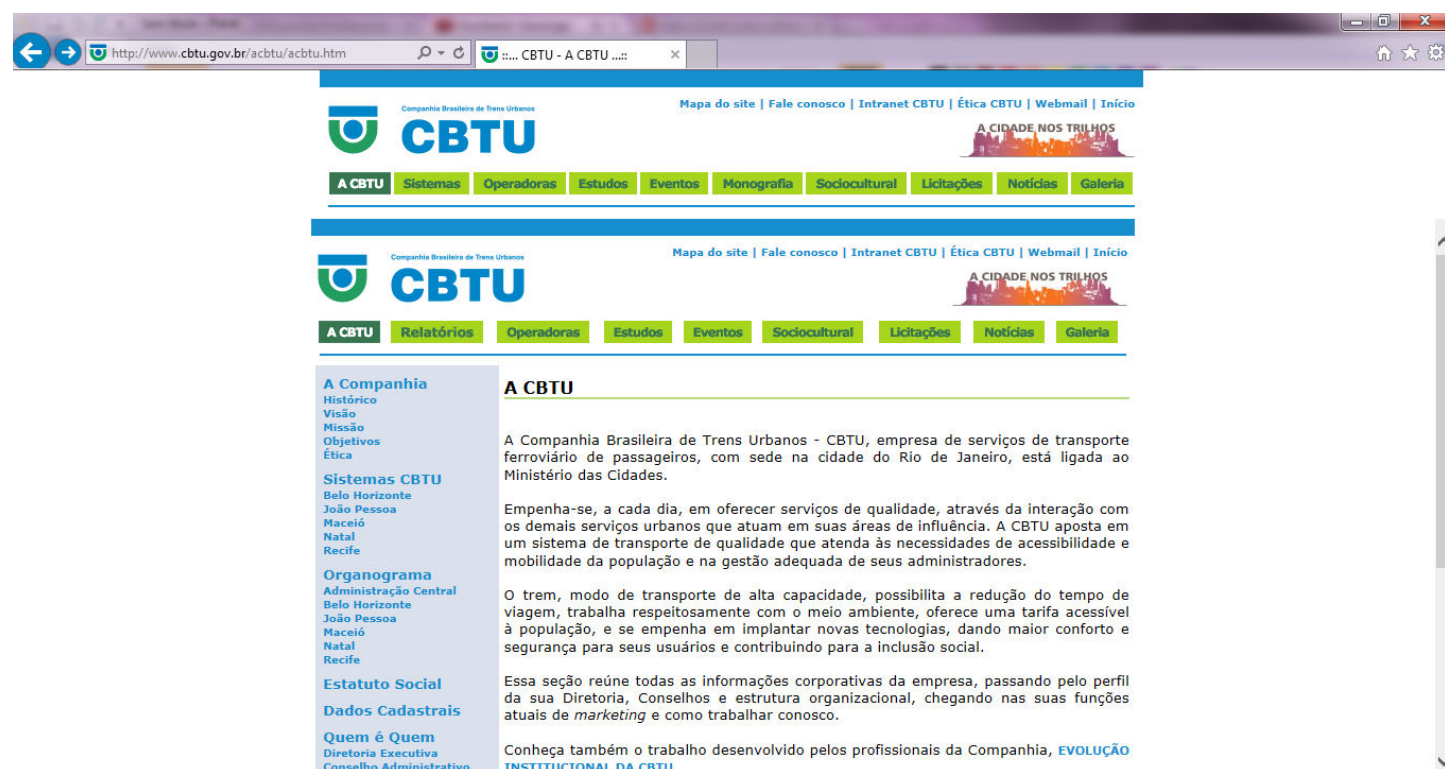 http://www.cbtu.gov.br/acbtu/acbtu.htm
::... CBTU - A CBTU ...::
Mapa do site | Fale conosco | Intranet CBTU | Ética CBTU | Webmail | Início
Companhia Brasileira de Trens Urbanos
CBTU
A CIDADE NOS TRILHOS
A CBTU Sistemas Operadoras Estudos Eventos Monografia Sociocultural Licitações Notícias Galeria
Mapa do site | Fale conosco | Intranet CBTU | Ética CBTU | Webmail | Início
Companhia Brasileira de Trens Urbanos
CBTU
A CIDADE NOS TRILHOS
A CBTU Relatórios Operadoras Estudos Eventos Sociocultural Licitações Notícias Galeria
A Companhia
Histórico
Visão
Missão
Objetivos
Ética
Sistemas CBTU
Belo Horizonte
João Pessoa
Maceió
Natal
Recife
Organograma
Administração Central
Belo Horizonte
João Pessoa
Maceió
Natal
Recife
Estatuto Social
Dados Cadastrais
Quem é Quem
Diretoria Executiva
Conselho Administrativo
A CBTU
A Companhia Brasileira de Trens Urbanos - CBTU, empresa de serviços de transporte
ferroviário de passageiros, com sede na cidade do Rio de Janeiro, está ligada ao
Ministério das Cidades.
Empenha-se, a cada dia, em oferecer serviços de qualidade, através da interação com
os demais serviços urbanos que atuam em suas áreas de influência. A CBTU aposta em
um sistema de transporte de qualidade que atenda às necessidades de acessibilidade e
mobilidade da população e na gestão adequada de seus administradores.
O trem, modo de transporte de alta capacidade, possibilita a redução do tempo de
viagem, trabalha respeitosamente com o meio ambiente, oferece uma tarifa acessível
à população, e se empenha em implantar novas tecnologias, dando maior conforto e
segurança para seus usuários e contribuindo para a inclusão social.
Essa seção reúne todas as informações corporativas da empresa, passando pelo perfil
da sua Diretoria, Conselhos e estrutura organizacional, chegando nas suas funções
atuais de marketing e como trabalhar conosco.
Conheça também o trabalho desenvolvido pelos profissionais da Companhia, EVOLUÇÃO
INSTITUCIONAL DA CBTU